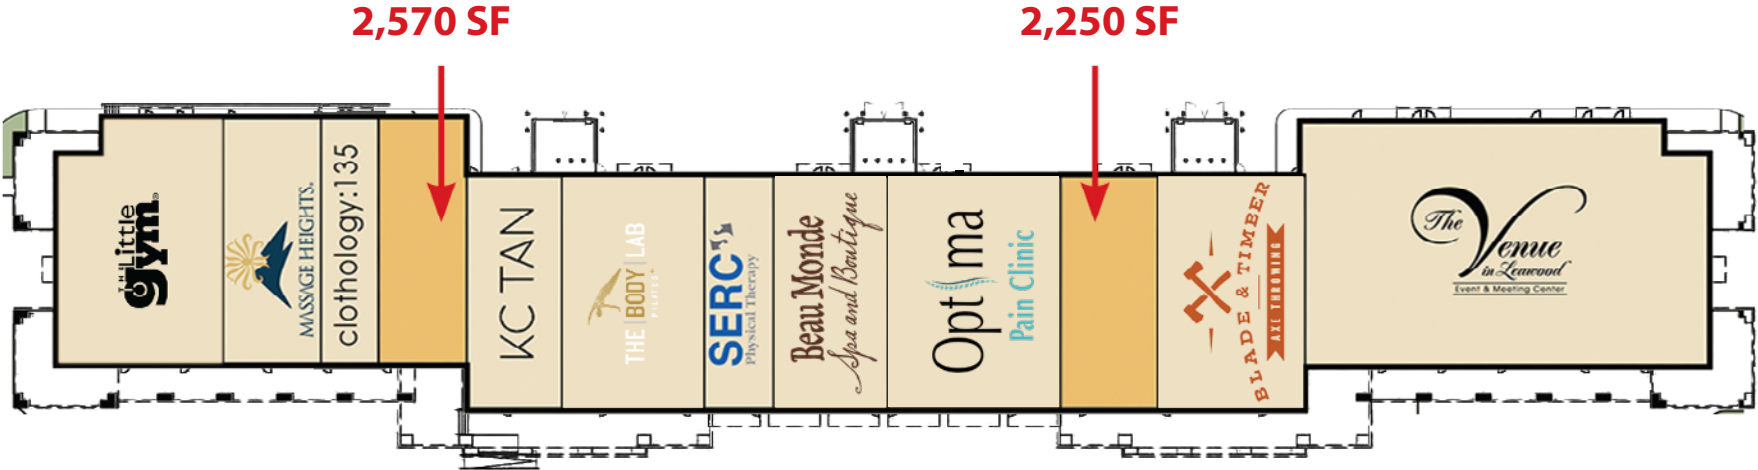 2,570 SF
2,250 SF
THE Little
gym®
MASSAGE HEIGHTS®
clothology:135
KC TAN
THE BODY LAB
PILATES
SERC
Physical Therapy
Beau Monde
Spa and Boutique
Optima
Pain Clinic
BLADE & TIMBER
AXE THROWING
The
Venue
in Leawood
Event & Meeting Center